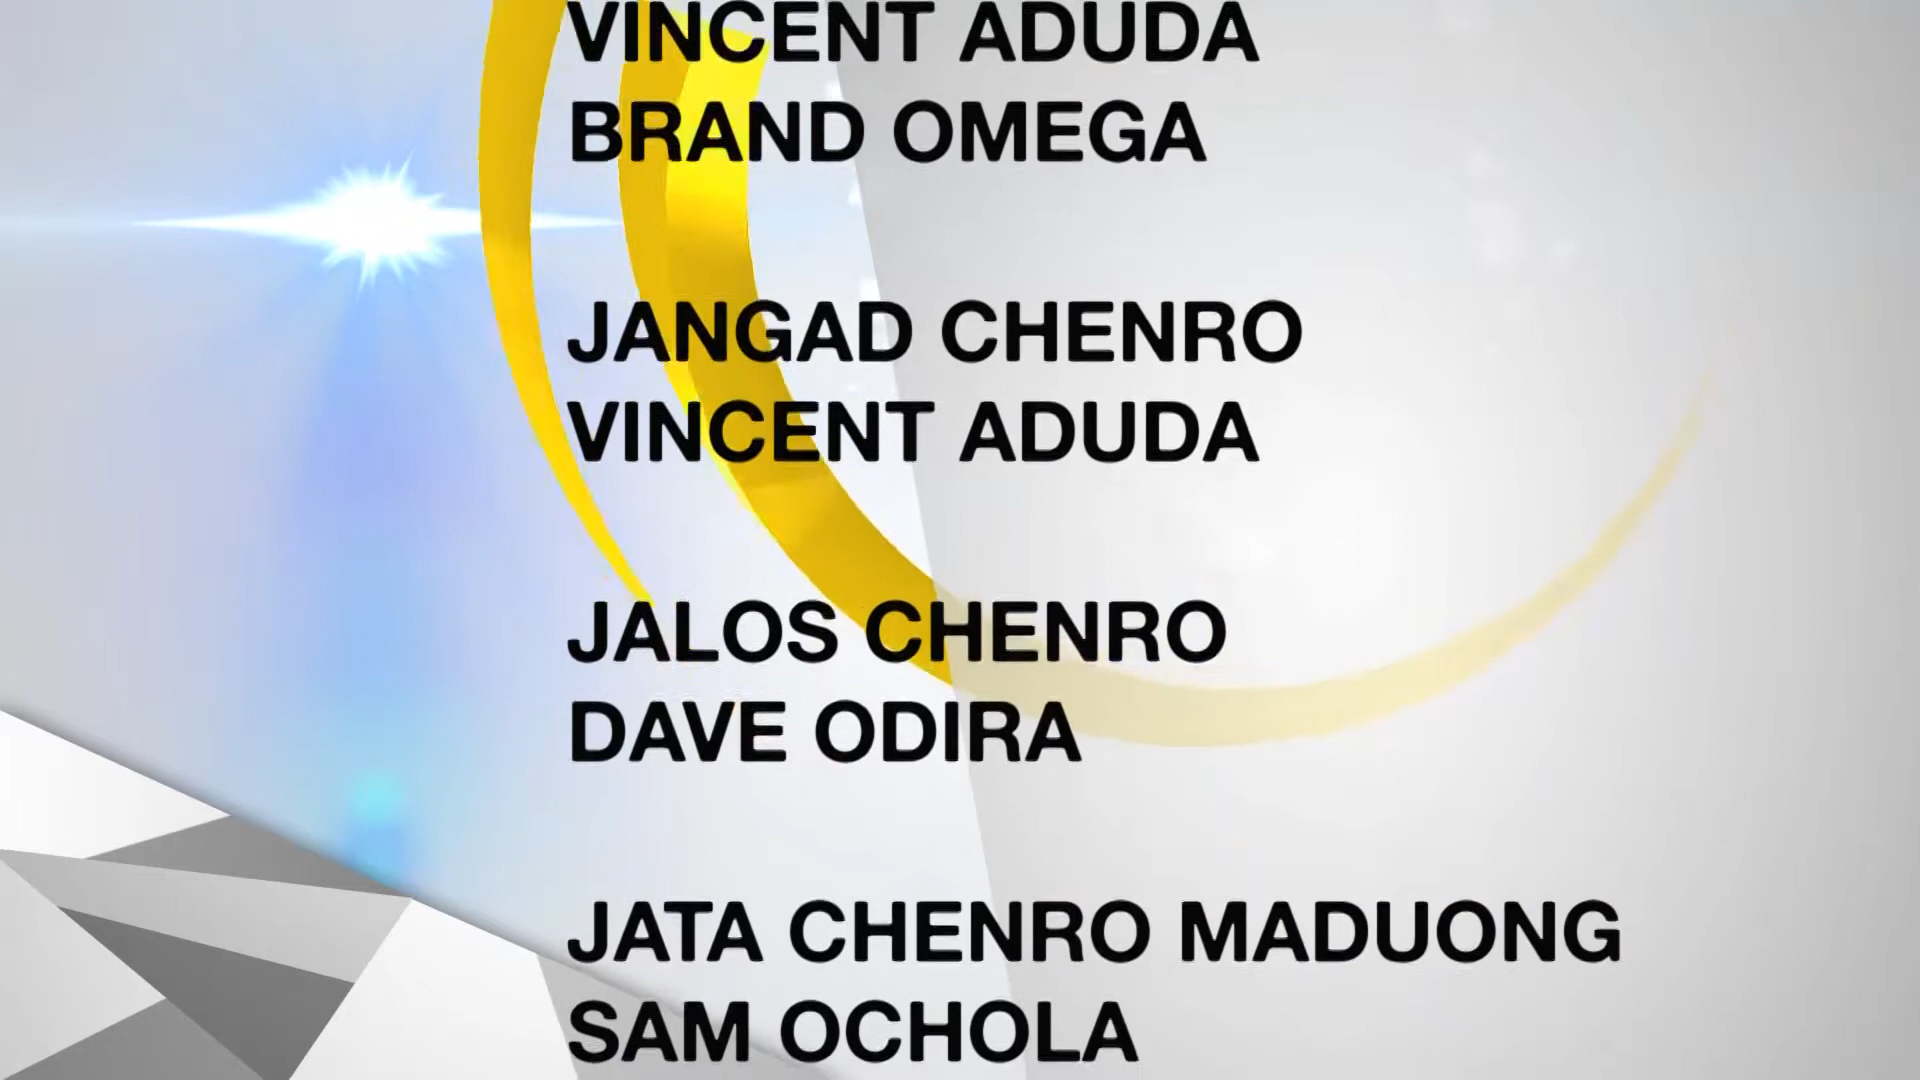 VINCENT ADUDA
BRAND OMEGA
JANGAD CHENRO
VINCENT ADUDA
JALOS CHENRO
DAVE ODIRA
JATA CHENRO MADUONG
SAM OCHOLA